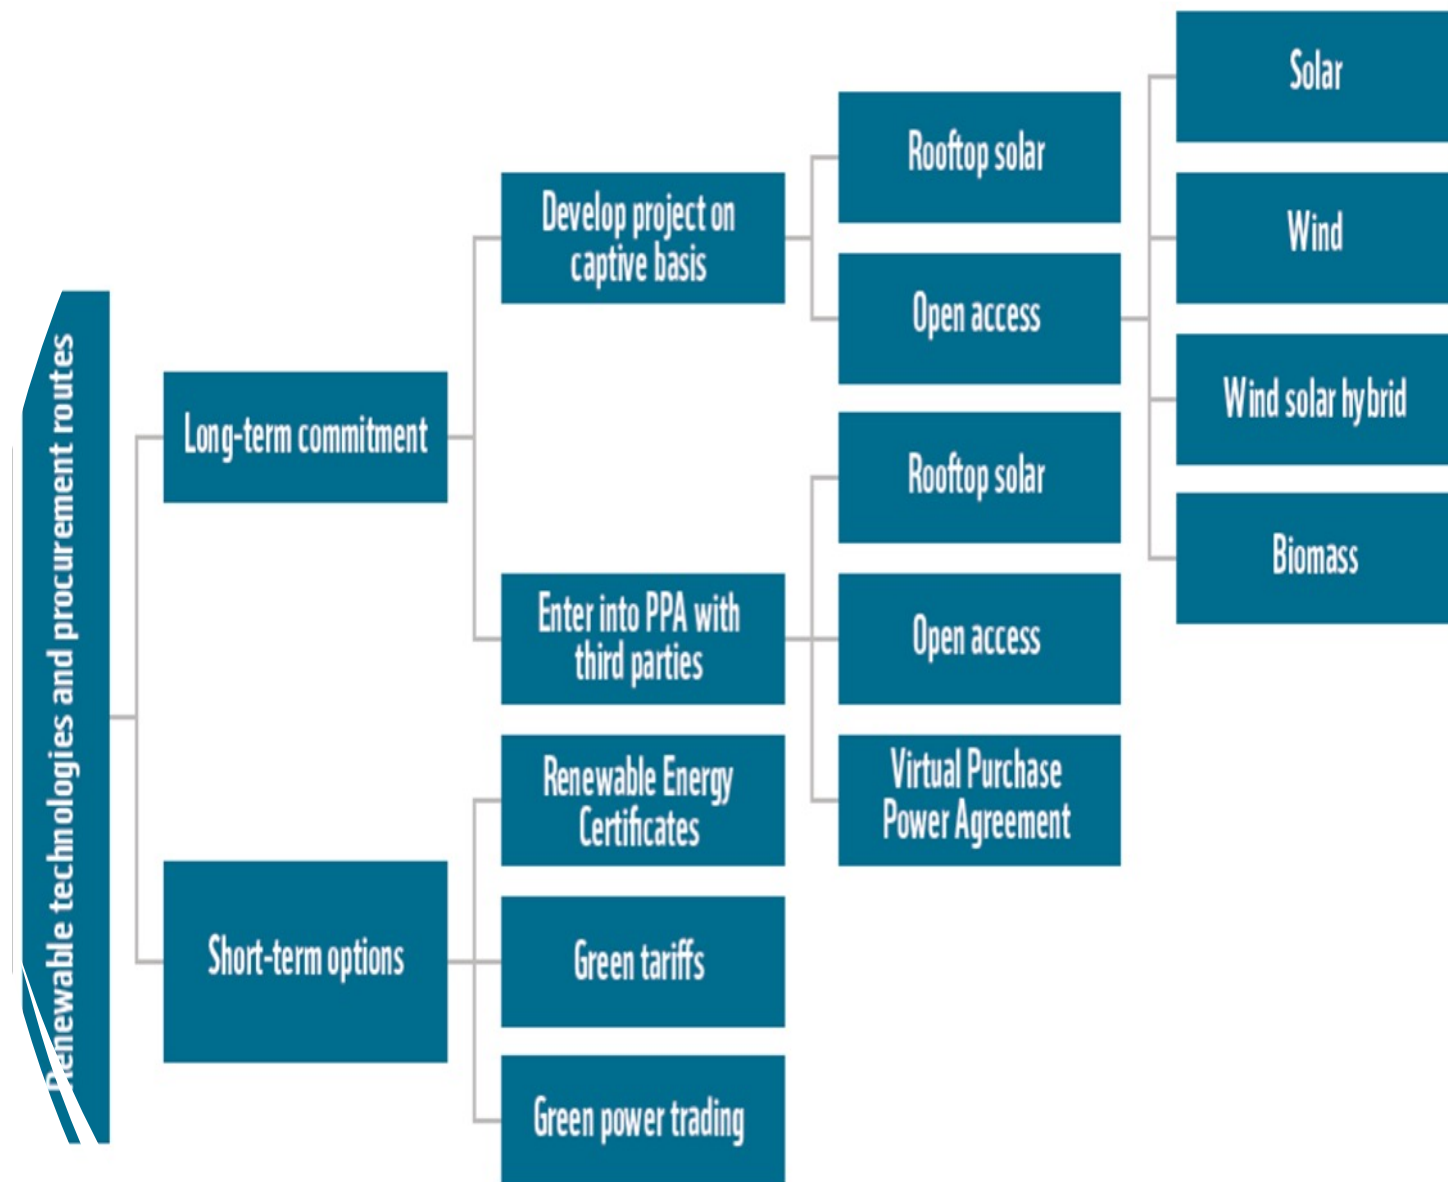 Renewable technologies and procurement routes
Long-term commitment
Short-term options
Develop project on
captive basis
Enter into PPA with
third parties
Renewable Energy
Certificates
Green tariffs
Green power trading
Rooftop solar
Open access
Rooftop solar
Open access
Virtual Purchase
Power Agreement
Solar
Wind
Wind solar hybrid
Biomass